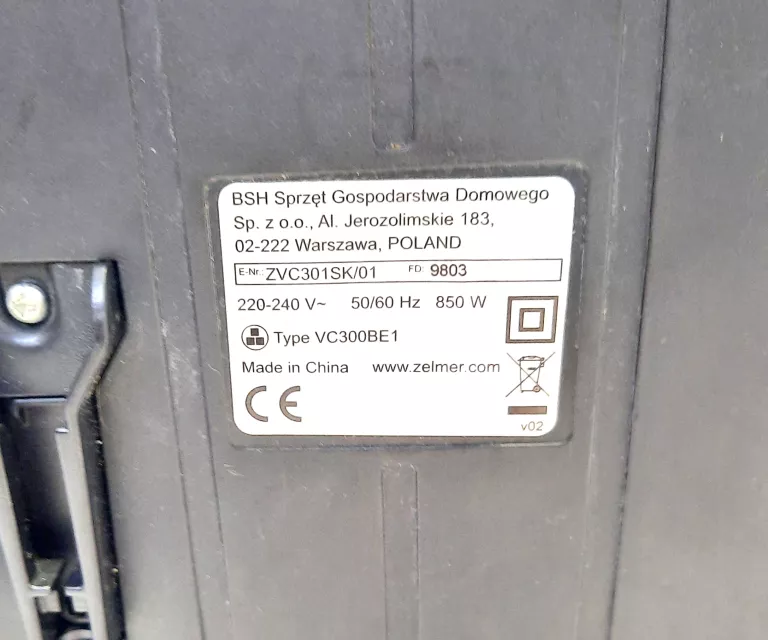 BSH Sprzęt Gospodarstwa Domowego
Sp. z o.o., Al. Jerozolimskie 183,
02-222 Warszawa, POLAND
E-Nr.: ZVC301SK/01 FD: 9803
220-240 V~ 50/60 Hz 850 W
Type VC300BE1
Made in China www.zelmer.com
CE
v02